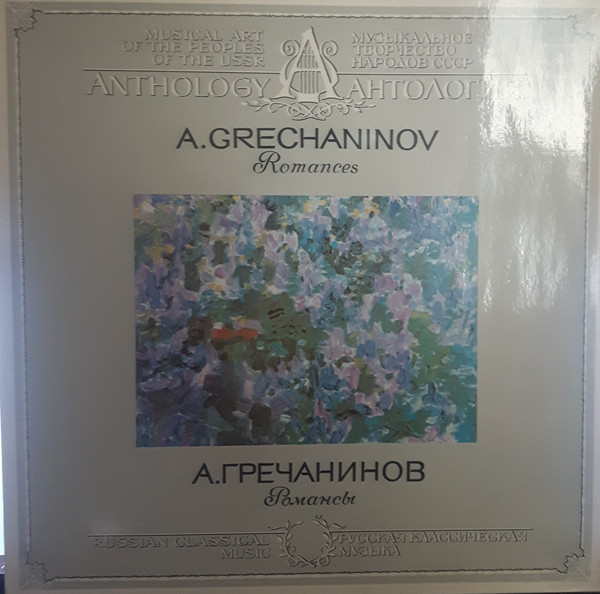 MUSICAL ART
OF THE PEOPLES
OF THE USSR
МУЗЫКАЛЬНОЕ
ТВОРЧЕСТВО
НАРОДОВ СССР
ANTHOLOGY
АНТОЛОГИЯ
A.GRECHANINOV
Romances
А.ГРЕЧАНИНОВ
Романсы
RUSSIAN CLASSICAL
MUSIC
РУССКАЯ КЛАССИЧЕСКАЯ
МУЗЫКА